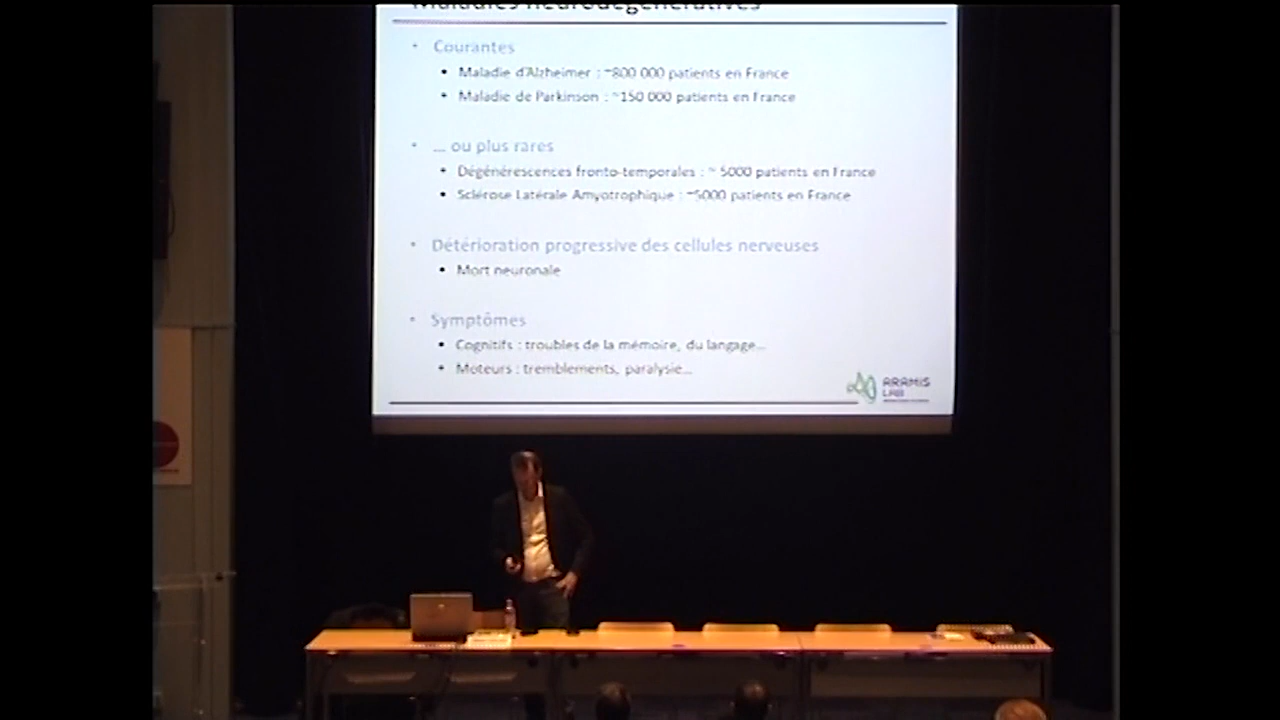 Maladies neurodégénératives
• Courantes
• Maladie d'Alzheimer : ~800 000 patients en France
• Maladie de Parkinson : ~150 000 patients en France
• … ou plus rares
• Dégénérescences fronto-temporales : ~ 5000 patients en France
• Sclérose Latérale Amyotrophique : ~5000 patients en France
• Détérioration progressive des cellules nerveuses
• Mort neuronale
• Symptômes
• Cognitifs : troubles de la mémoire, du langage…
• Moteurs : tremblements, paralysie…
ARAMIS
LAB